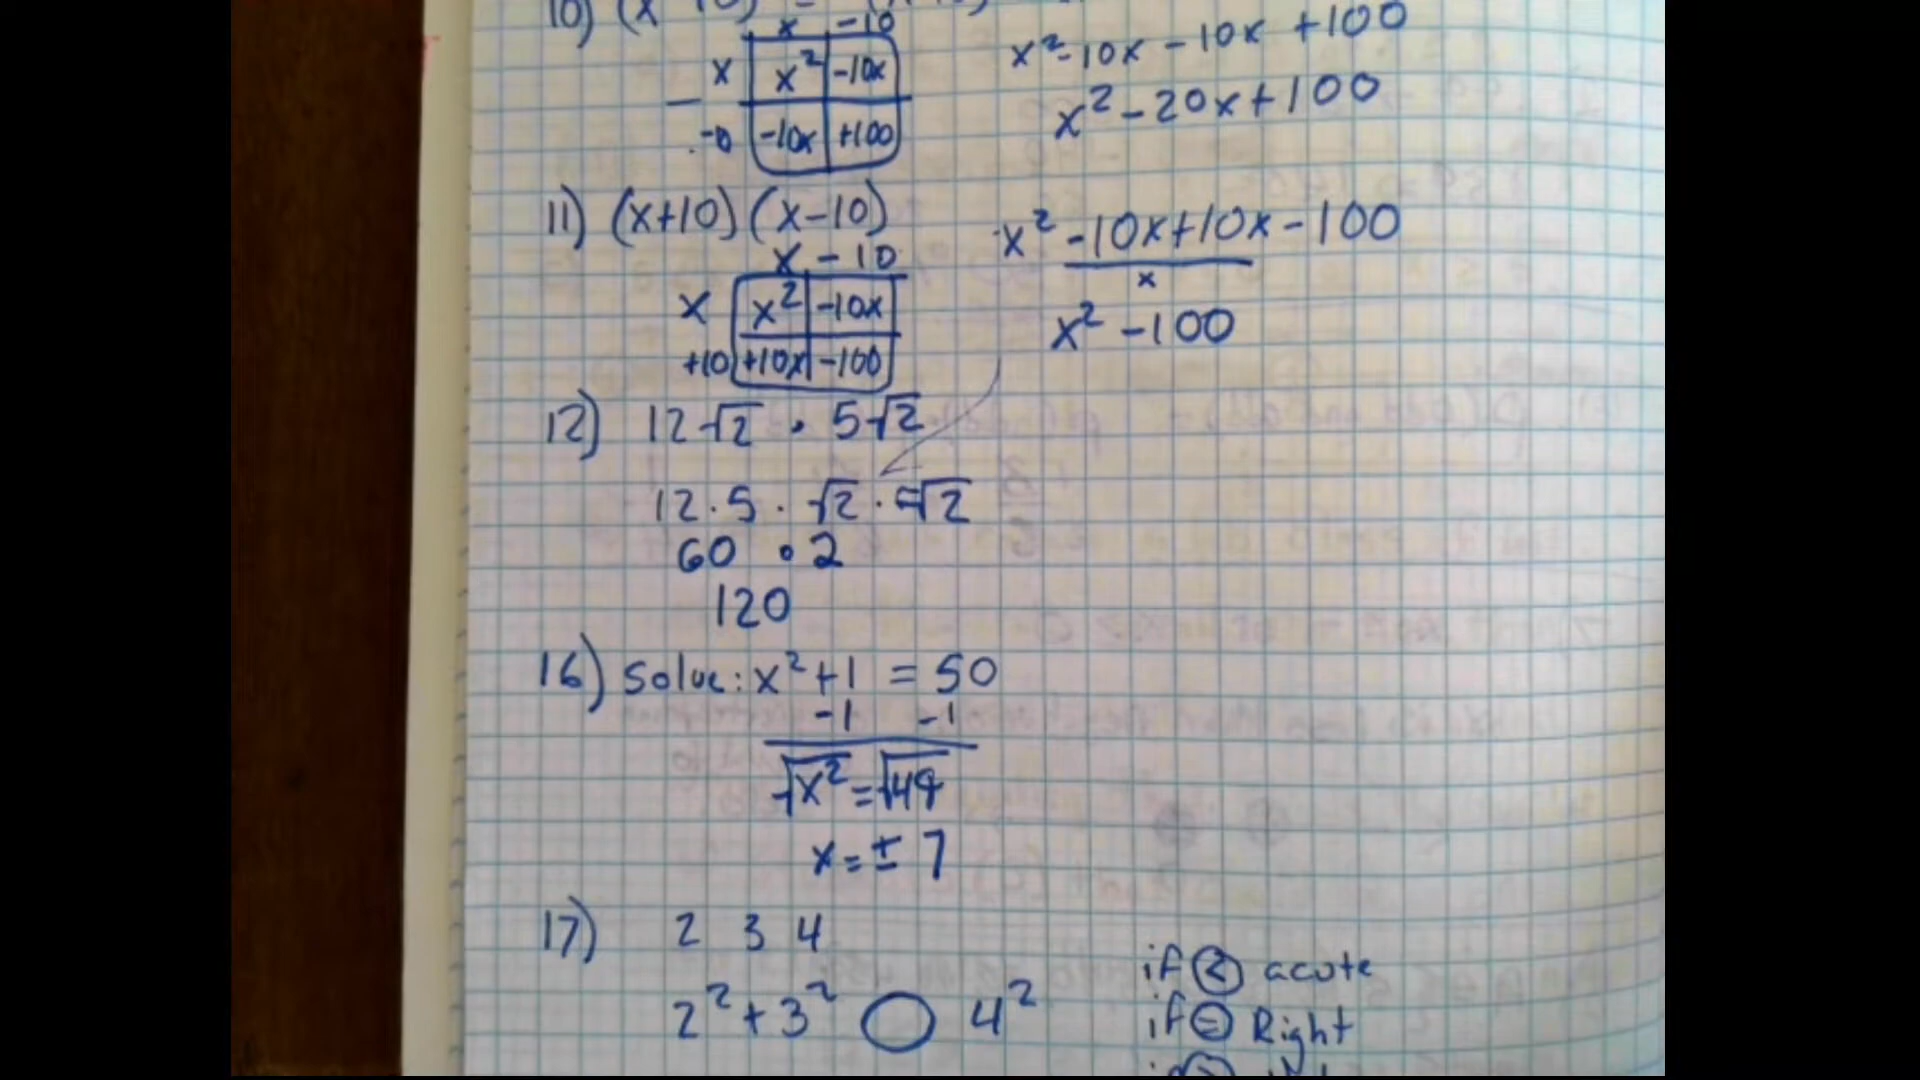 10) (x
x -10
x x² -10x
-10x +100
x² -10x - 10x + 100
x² - 20x + 100
11) (x+10)(x-10)
x - 10
x x² -10x
+10 +10x -100
x² -10x+10x - 100
x
x² - 100
12) 12√2 · 5√2
12 · 5 · √2 · √2
60 · 2
120
16) Solve: x² + 1 = 50
-1 -1
√x² = √49
x = ± 7
17) 2 3 4
2² + 3² ◯ 4²
if < acute
if = Right